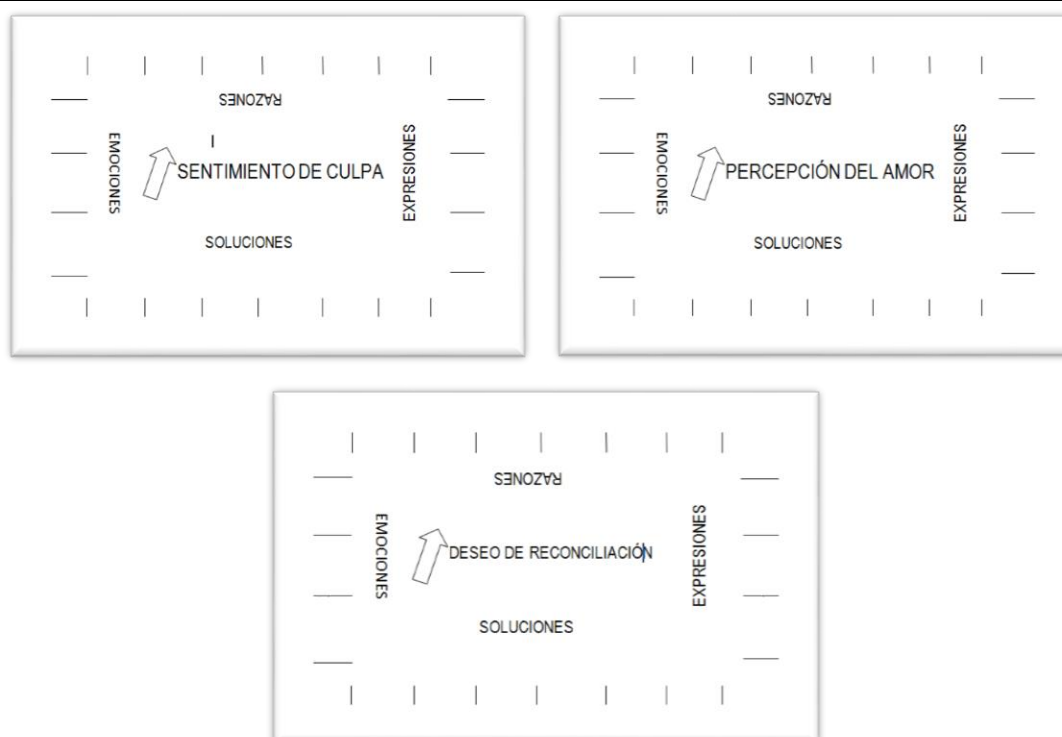 RAZONES
EMOCIONES
SENTIMIENTO DE CULPA
EXPRESIONES
SOLUCIONES
RAZONES
EMOCIONES
PERCEPCIÓN DEL AMOR
EXPRESIONES
SOLUCIONES
RAZONES
EMOCIONES
DESEO DE RECONCILIACIÓN
EXPRESIONES
SOLUCIONES